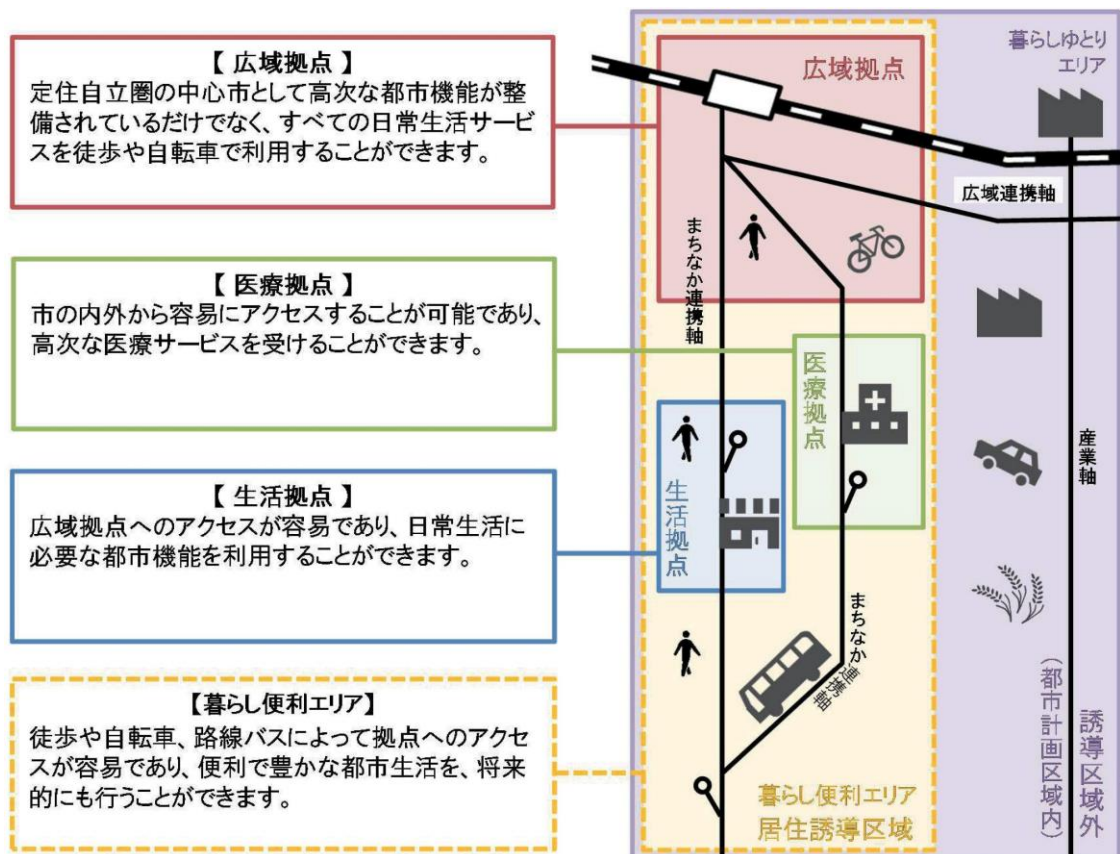 【 広域拠点 】
定住自立圏の中心市として高次な都市機能が整
備されているだけでなく、すべての日常生活サービ
スを徒歩や自転車で利用することができます。
【 医療拠点 】
市の内外から容易にアクセスすることが可能であり、
高次な医療サービスを受けることができます。
【 生活拠点 】
広域拠点へのアクセスが容易であり、日常生活に
必要な都市機能を利用することができます。
【暮らし便利エリア】
徒歩や自転車、路線バスによって拠点へのアクセ
スが容易であり、便利で豊かな都市生活を、将来
的にも行うことができます。
広域拠点
暮らしゆとり
エリア
広域連携軸
まちなか連携軸
医療拠点
生活拠点
産業軸
まちなか連携軸
暮らし便利エリア
居住誘導区域
誘導区域外
（都市計画区域内）